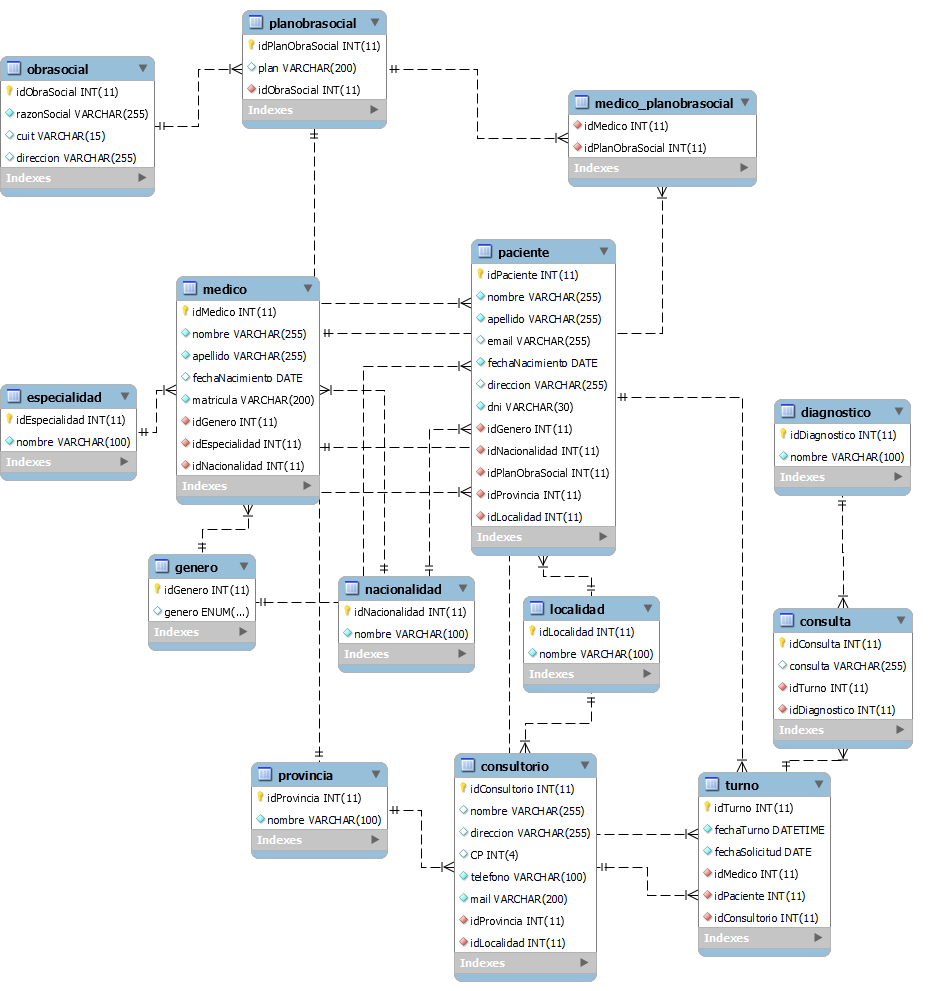 planobrasocial
idPlanObraSocial INT(11)
plan VARCHAR(200)
idObraSocial INT(11)
Indexes
obrasocial
idObraSocial INT(11)
razonSocial VARCHAR(255)
cuit VARCHAR(15)
direccion VARCHAR(255)
Indexes
medico_planobrasocial
idMedico INT(11)
idPlanObraSocial INT(11)
Indexes
paciente
idPaciente INT(11)
nombre VARCHAR(255)
apellido VARCHAR(255)
email VARCHAR(255)
fechaNacimiento DATE
direccion VARCHAR(255)
dni VARCHAR(30)
idGenero INT(11)
idNacionalidad INT(11)
idPlanObraSocial INT(11)
idProvincia INT(11)
idLocalidad INT(11)
Indexes
medico
idMedico INT(11)
nombre VARCHAR(255)
apellido VARCHAR(255)
fechaNacimiento DATE
matricula VARCHAR(200)
idGenero INT(11)
idEspecialidad INT(11)
idNacionalidad INT(11)
Indexes
especialidad
idEspecialidad INT(11)
nombre VARCHAR(100)
Indexes
diagnostico
idDiagnostico INT(11)
nombre VARCHAR(100)
Indexes
genero
idGenero INT(11)
genero ENUM(...)
Indexes
nacionalidad
idNacionalidad INT(11)
nombre VARCHAR(100)
Indexes
localidad
idLocalidad INT(11)
nombre VARCHAR(100)
Indexes
consulta
idConsulta INT(11)
consulta VARCHAR(255)
idTurno INT(11)
idDiagnostico INT(11)
Indexes
provincia
idProvincia INT(11)
nombre VARCHAR(100)
Indexes
consultorio
idConsultorio INT(11)
nombre VARCHAR(255)
direccion VARCHAR(255)
CP INT(4)
telefono VARCHAR(100)
mail VARCHAR(200)
idProvincia INT(11)
idLocalidad INT(11)
Indexes
turno
idTurno INT(11)
fechaTurno DATETIME
fechaSolicitud DATE
idMedico INT(11)
idPaciente INT(11)
idConsultorio INT(11)
Indexes